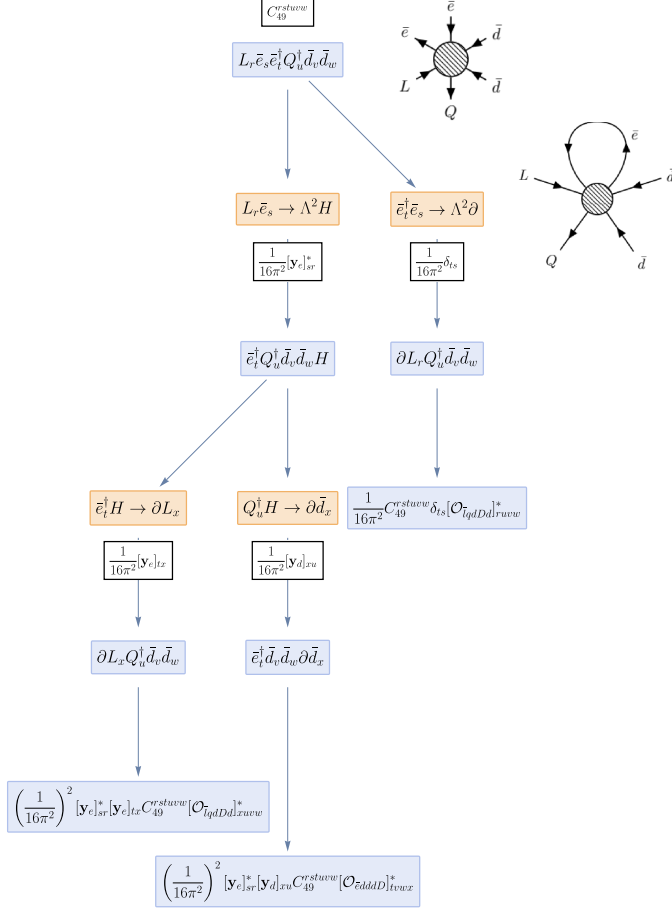 $C_{49}^{rstuvw}$
$L_r \bar{e}_s \bar{e}_t^\dagger Q_u^\dagger \bar{d}_v \bar{d}_w$
$\bar{e}$
$\bar{e}$ $\bar{d}$
$L$ $\bar{d}$
$Q$
$\bar{e}$
$L$ $\bar{d}$
$Q$ $\bar{d}$
$L_r \bar{e}_s \to \Lambda^2 H$ $\bar{e}_t^\dagger \bar{e}_s \to \Lambda^2 \partial$
$\frac{1}{16\pi^2} [\mathbf{y}_e]_{sr}^*$ $\frac{1}{16\pi^2} \delta_{ts}$
$\bar{e}_t^\dagger Q_u^\dagger \bar{d}_v \bar{d}_w H$ $\partial L_r Q_u^\dagger \bar{d}_v \bar{d}_w$
$\bar{e}_t^\dagger H \to \partial L_x$ $Q_u^\dagger H \to \partial \bar{d}_x$ $\frac{1}{16\pi^2} C_{49}^{rstuvw} \delta_{ts} [\mathcal{O}_{\bar{l}qdDd}]_{ruvw}^*$
$\frac{1}{16\pi^2} [\mathbf{y}_e]_{tx}$ $\frac{1}{16\pi^2} [\mathbf{y}_d]_{xu}$
$\partial L_x Q_u^\dagger \bar{d}_v \bar{d}_w$ $\bar{e}_t^\dagger \bar{d}_v \bar{d}_w \partial \bar{d}_x$
$\left(\frac{1}{16\pi^2}\right)^2 [\mathbf{y}_e]_{sr}^* [\mathbf{y}_e]_{tx} C_{49}^{rstuvw} [\mathcal{O}_{\bar{l}qdDd}]_{xuvw}^*$
$\left(\frac{1}{16\pi^2}\right)^2 [\mathbf{y}_e]_{sr}^* [\mathbf{y}_d]_{xu} C_{49}^{rstuvw} [\mathcal{O}_{\bar{e}dddD}]_{tvwx}^*$